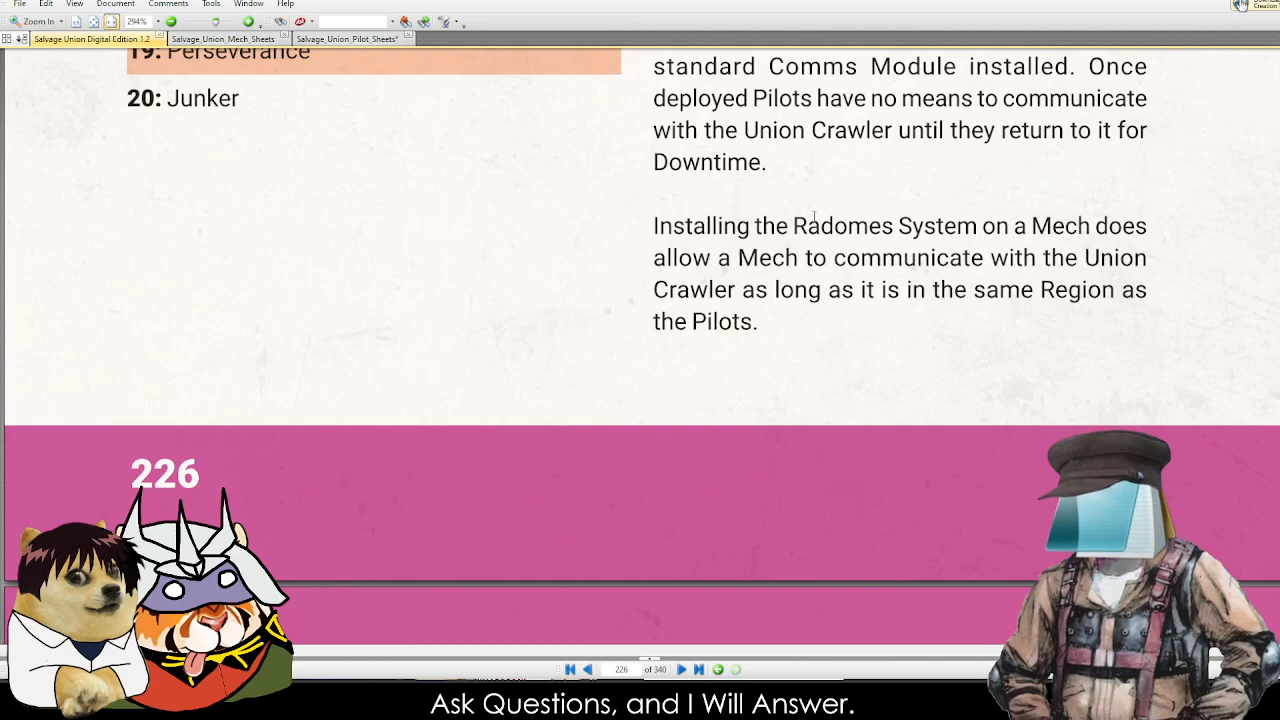 File Edit View Document Comments Tools Window Help
Zoom In 294%
Salvage Union Digital Edition 1.2 Salvage_Union_Mech_Sheets Salvage_Union_Pilot_Sheets*
19: Perseverance
20: Junker
standard Comms Module installed. Once
deployed Pilots have no means to communicate
with the Union Crawler until they return to it for
Downtime.
Installing the Radomes System on a Mech does
allow a Mech to communicate with the Union
Crawler as long as it is in the same Region as
the Pilots.
226
226 of 340
Ask Questions, and I Will Answer.